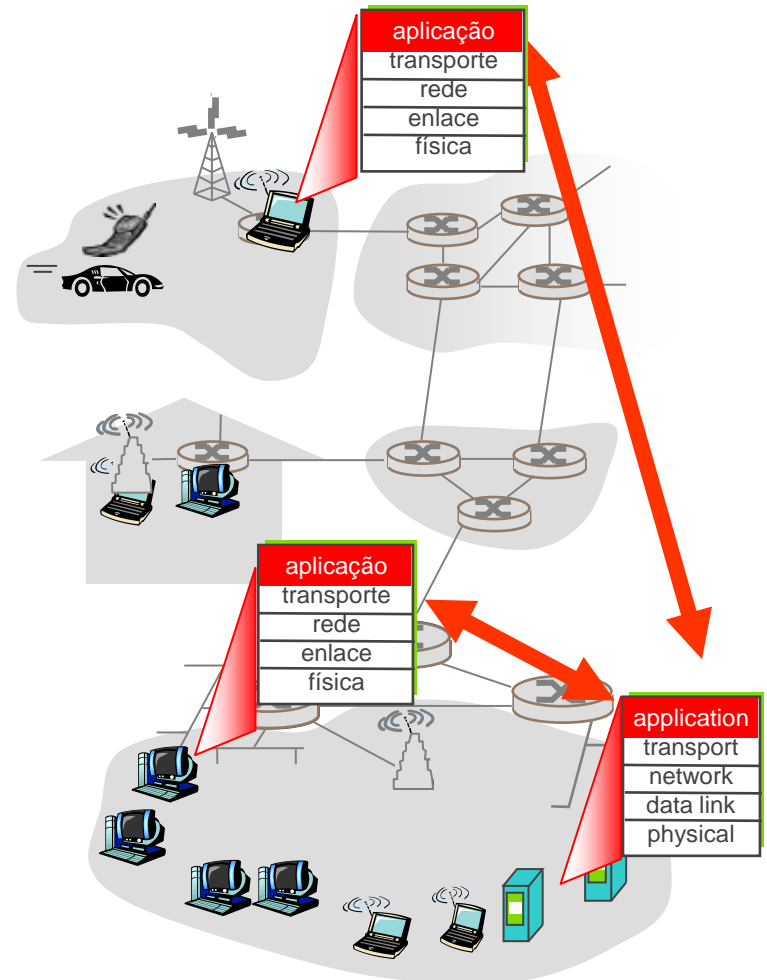 aplicação
transporte
rede
enlace
física
aplicação
transporte
rede
enlace
física
application
transport
network
data link
physical